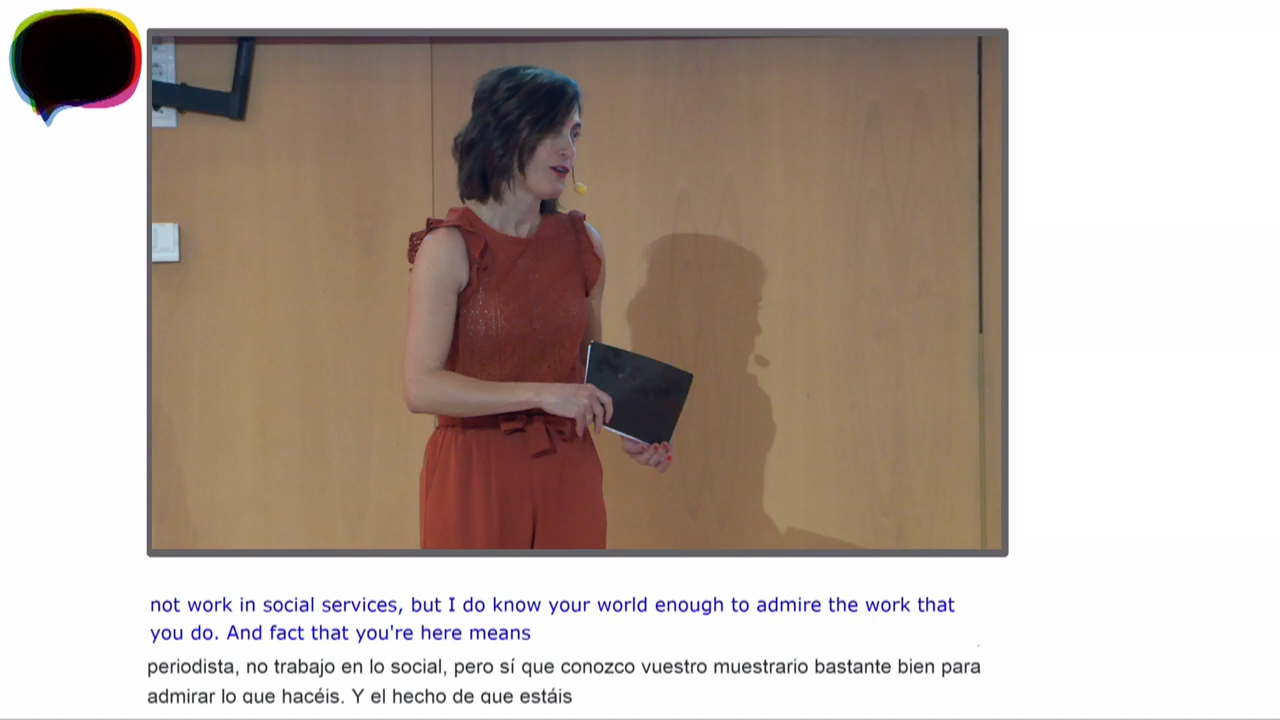 not work in social services, but I do know your world enough to admire the work that
you do. And fact that you're here means
periodista, no trabajo en lo social, pero sí que conozco vuestro muestrario bastante bien para
admirar lo que hacéis. Y el hecho de que estáis